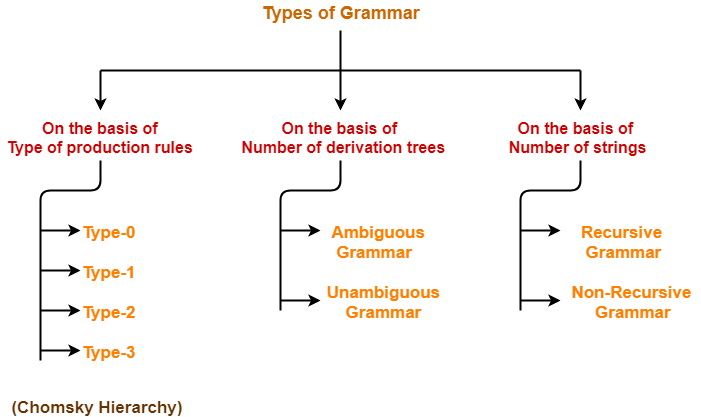 Types of Grammar
On the basis of
Type of production rules
On the basis of
Number of derivation trees
On the basis of
Number of strings
Type-0
Type-1
Type-2
Type-3
Ambiguous
Grammar
Unambiguous
Grammar
Recursive
Grammar
Non-Recursive
Grammar
(Chomsky Hierarchy)